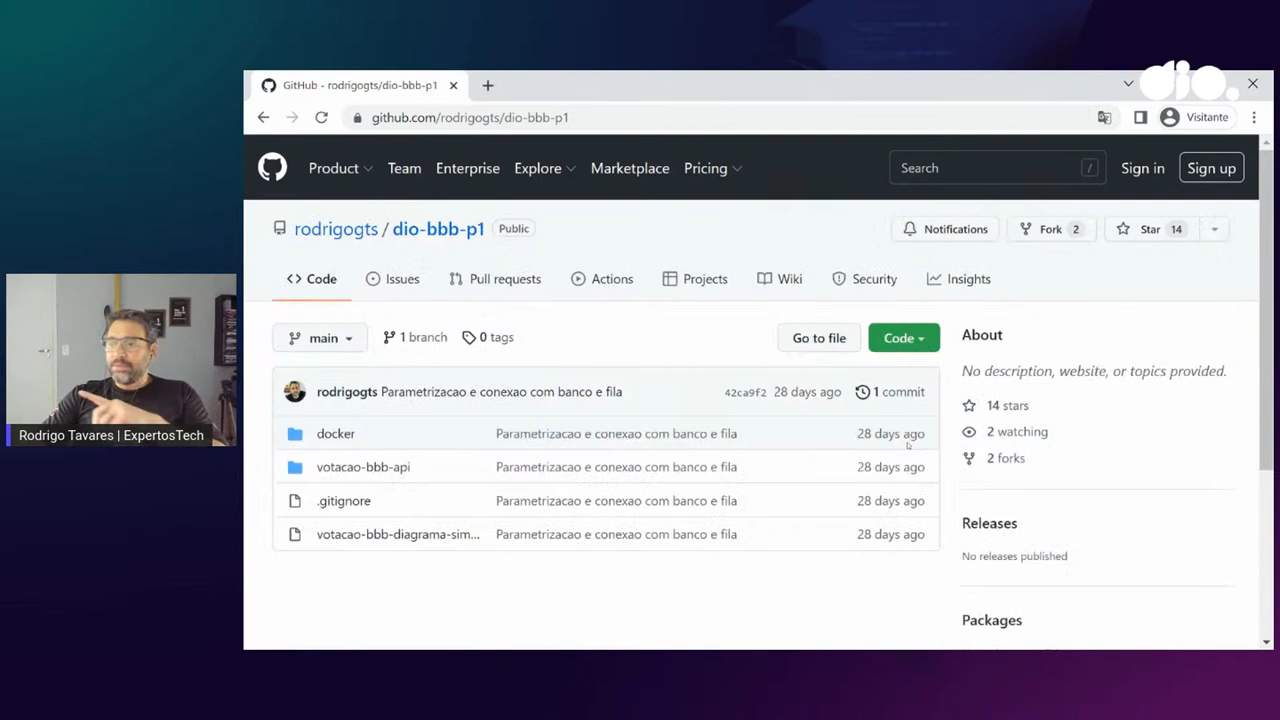 dio.
GitHub - rodrigogts/dio-bbb-p1
github.com/rodrigogts/dio-bbb-p1
Visitante
Product Team Enterprise Explore Marketplace Pricing
Search /
Sign in Sign up
rodrigogts / dio-bbb-p1 Public
Notifications Fork 2 Star 14
Code Issues Pull requests Actions Projects Wiki Security Insights
main 1 branch 0 tags Go to file Code
rodrigogts Parametrizacao e conexao com banco e fila 42ca9f2 28 days ago 1 commit
docker Parametrizacao e conexao com banco e fila 28 days ago
votacao-bbb-api Parametrizacao e conexao com banco e fila 28 days ago
.gitignore Parametrizacao e conexao com banco e fila 28 days ago
votacao-bbb-diagrama-sim... Parametrizacao e conexao com banco e fila 28 days ago
About
No description, website, or topics provided.
14 stars
2 watching
2 forks
Releases
No releases published
Packages
Rodrigo Tavares | ExpertosTech